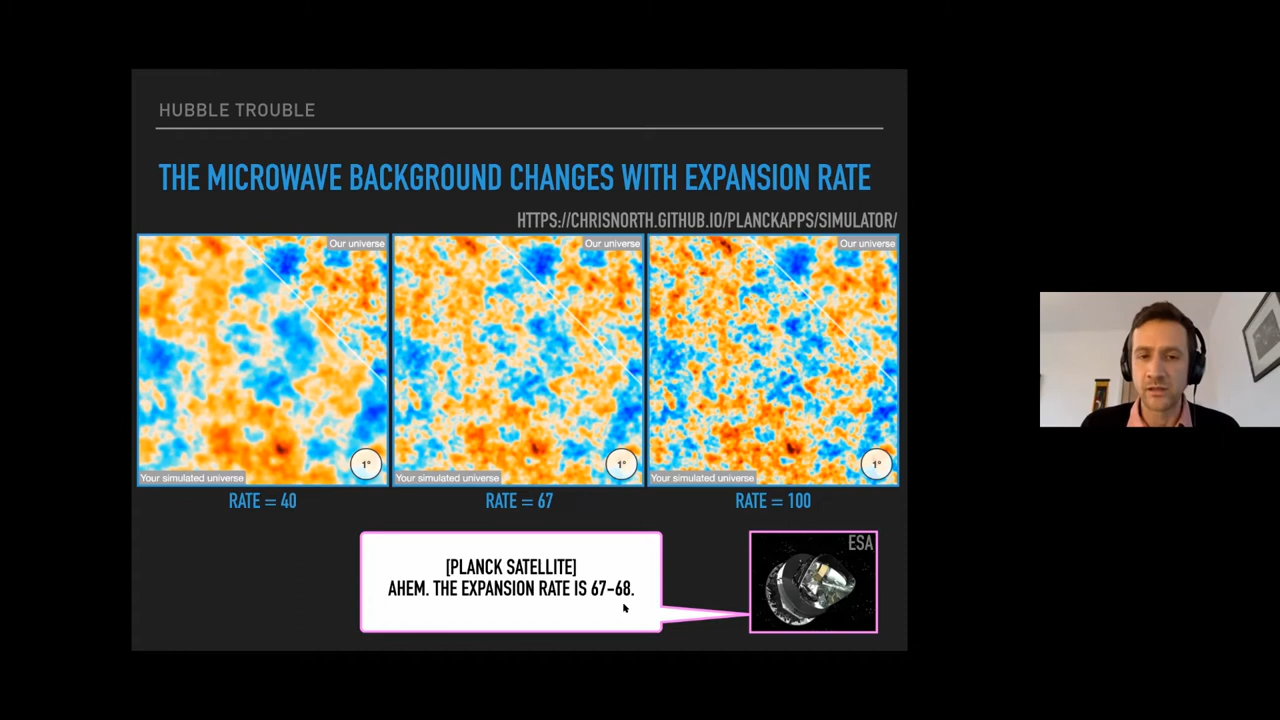 HUBBLE TROUBLE
THE MICROWAVE BACKGROUND CHANGES WITH EXPANSION RATE
HTTPS://CHRISNORTH.GITHUB.IO/PLANCKAPPS/SIMULATOR/
Our universe
Our universe
Our universe
1°
1°
1°
Your simulated universe
Your simulated universe
Your simulated universe
RATE = 40
RATE = 67
RATE = 100
[PLANCK SATELLITE]
AHEM. THE EXPANSION RATE IS 67-68.
ESA